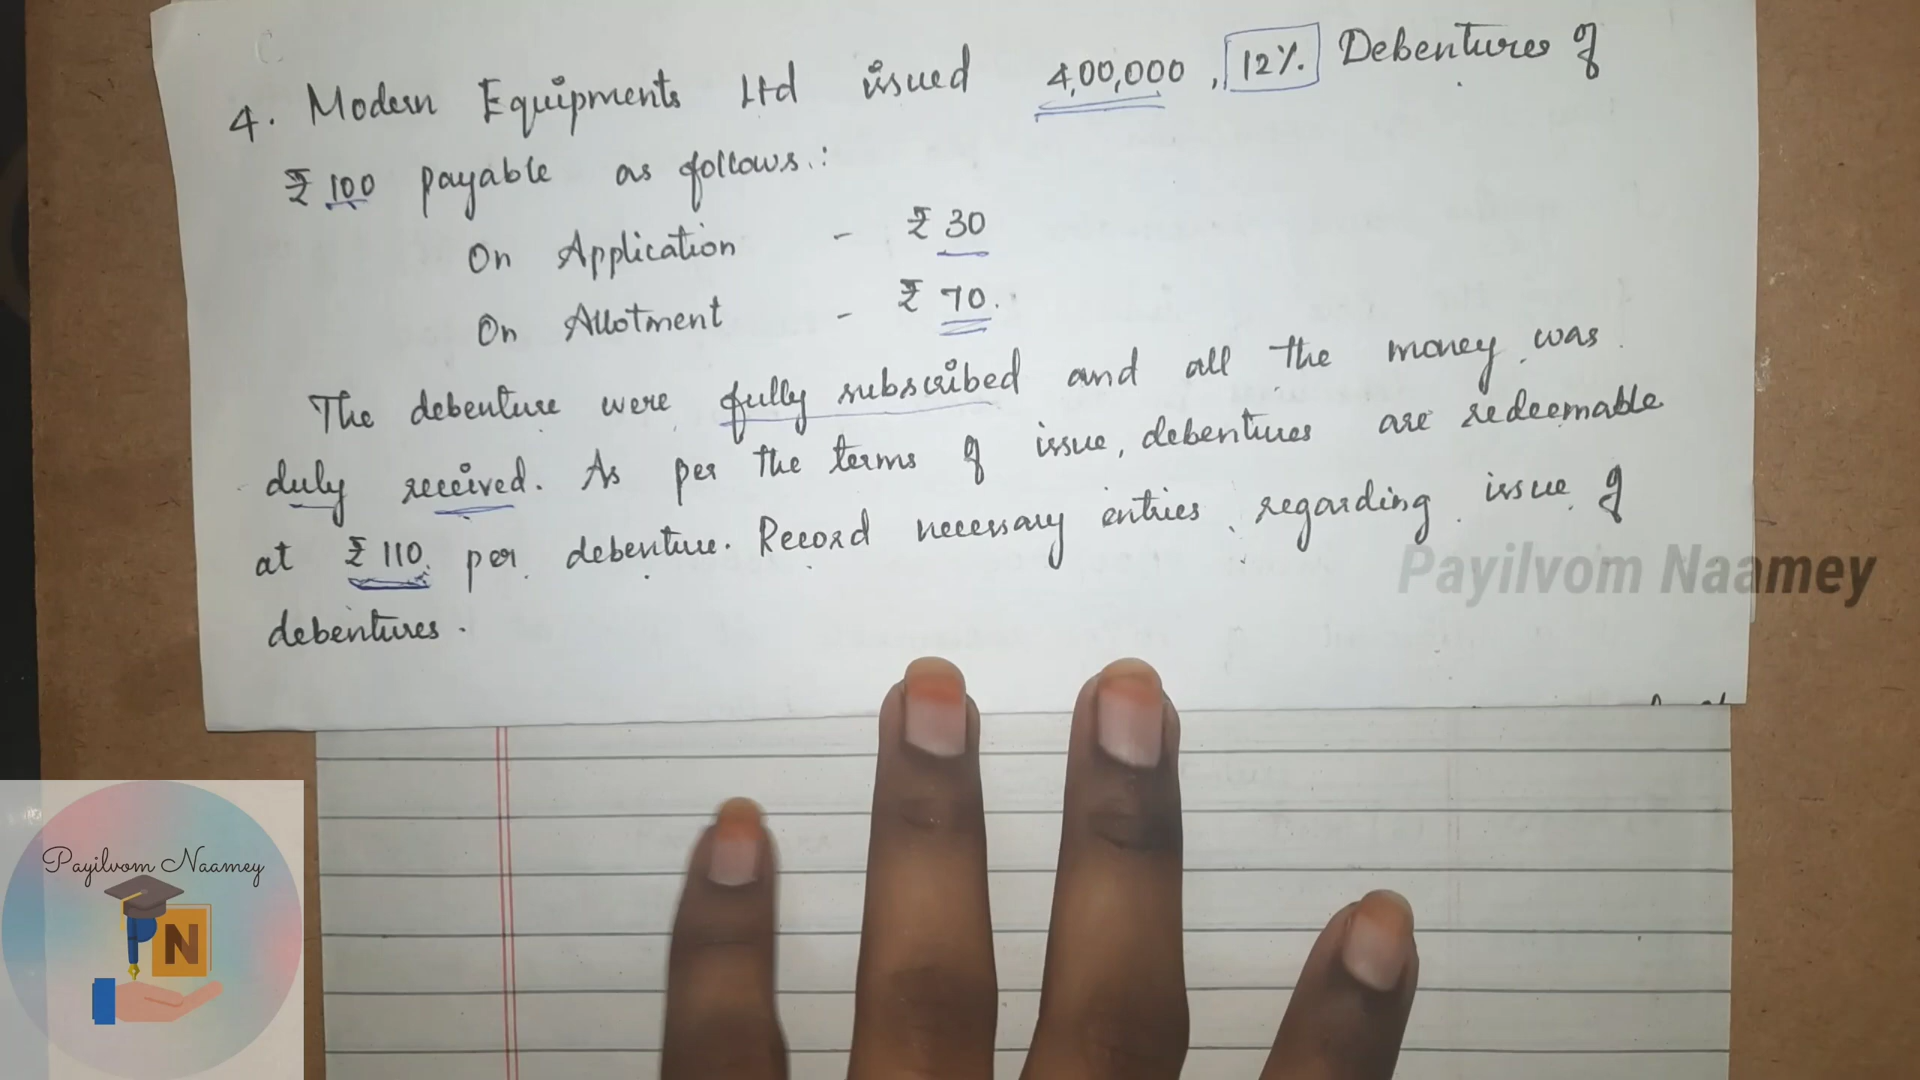 4. Modern Equipments Ltd issued 4,00,000, 12% Debentures of
₹ 100 payable as follows:
On Application - ₹ 30
On Allotment - ₹ 70.
The debenture were fully subscribed and all the money was
duly received. As per the terms of issue, debentures are redeemable
at ₹ 110 per debenture. Record necessary entries regarding issue of
debentures.
Payilvom Naamey
Payilvom Naamey
PN